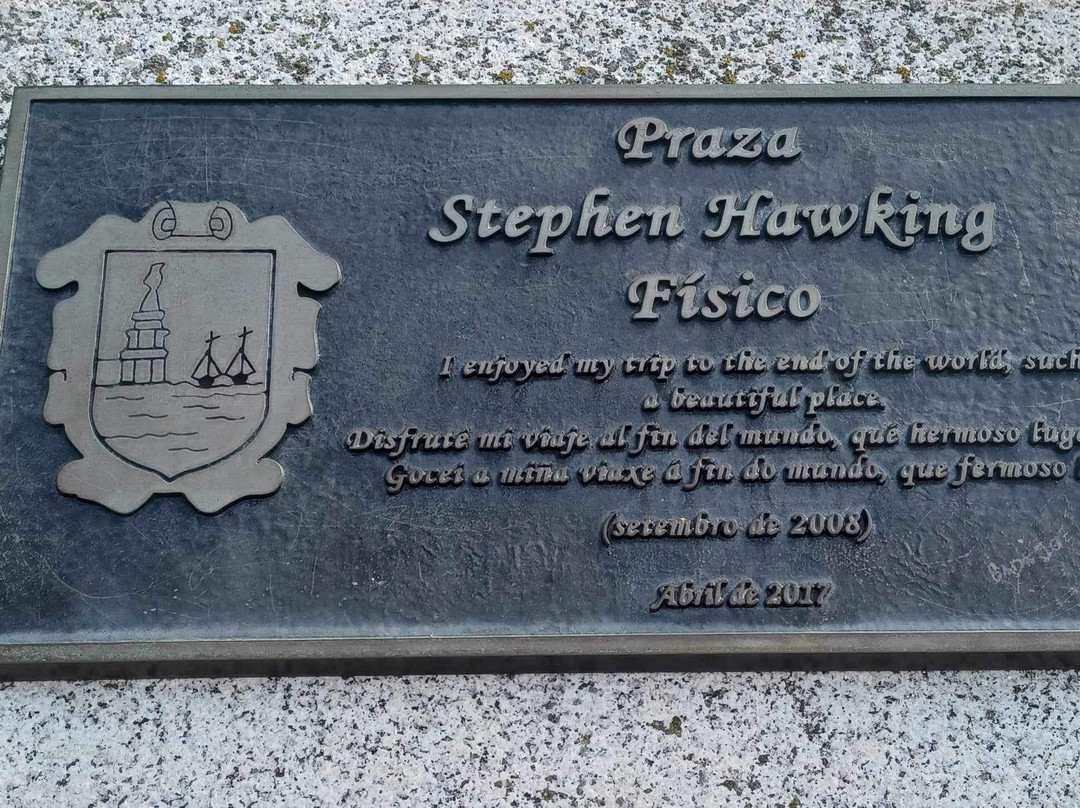 Praza
Stephen Hawking
Físico
I enjoyed my trip to the end of the world, such
a beautiful place.
Disfruté mi viaje al fin del mundo, qué hermoso
Gocei a miña viaxe á fin do mundo, que fermoso
(setembro de 2008)
Abril de 2017